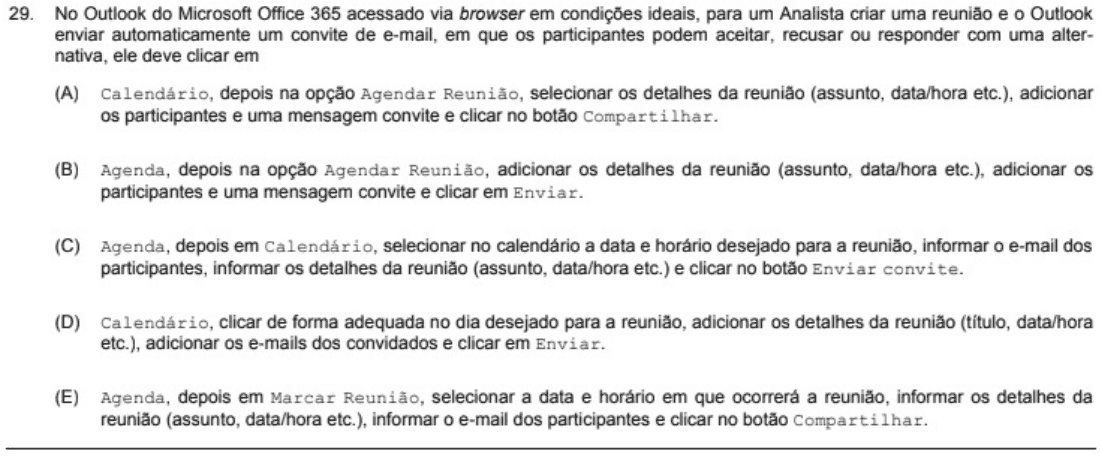 29. No Outlook do Microsoft Office 365 acessado via browser em condições ideais, para um Analista criar uma reunião e o Outlook
enviar automaticamente um convite de e-mail, em que os participantes podem aceitar, recusar ou responder com uma alter-
nativa, ele deve clicar em
(A) Calendário, depois na opção Agendar Reunião, selecionar os detalhes da reunião (assunto, data/hora etc.), adicionar
os participantes e uma mensagem convite e clicar no botão Compartilhar.
(B) Agenda, depois na opção Agendar Reunião, adicionar os detalhes da reunião (assunto, data/hora etc.), adicionar os
participantes e uma mensagem convite e clicar em Enviar.
(C) Agenda, depois em Calendário, selecionar no calendário a data e horário desejado para a reunião, informar o e-mail dos
participantes, informar os detalhes da reunião (assunto, data/hora etc.) e clicar no botão Enviar convite.
(D) Calendário, clicar de forma adequada no dia desejado para a reunião, adicionar os detalhes da reunião (título, data/hora
etc.), adicionar os e-mails dos convidados e clicar em Enviar.
(E) Agenda, depois em Marcar Reunião, selecionar a data e horário em que ocorrerá a reunião, informar os detalhes da
reunião (assunto, data/hora etc.), informar o e-mail dos participantes e clicar no botão Compartilhar.